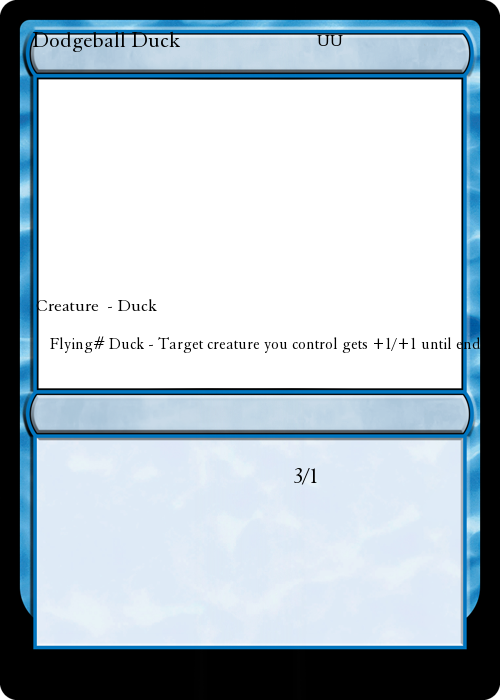 Dodgeball Duck
UU
Creature - Duck
Flying# Duck - Target creature you control gets +1/+1 until end
3/1